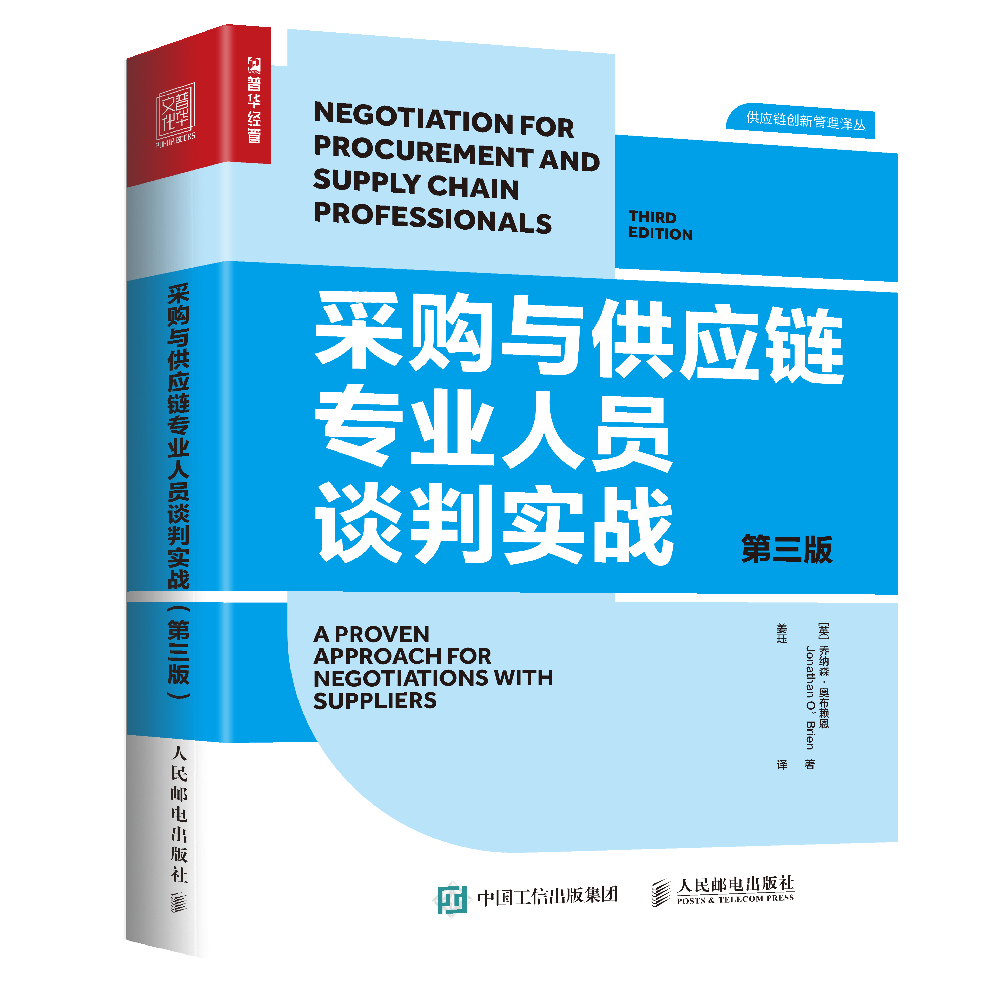 普华文化
PUHUA BOOKS
采购与供应链专业人员谈判实战(第三版)
人民邮电出版社
BOOKS
普华经管
NEGOTIATION FOR
PROCUREMENT AND
SUPPLY CHAIN
PROFESSIONALS
供应链创新管理译丛
THIRD
EDITION
采购与供应链
专业人员
谈判实战
第三版
A PROVEN
APPROACH FOR
NEGOTIATIONS WITH
SUPPLIERS
[英] 乔纳森·奥布赖恩
Jonathan O’Brien 著
姜珏 译
中国工信出版集团
人民邮电出版社
POSTS & TELECOM PRESS